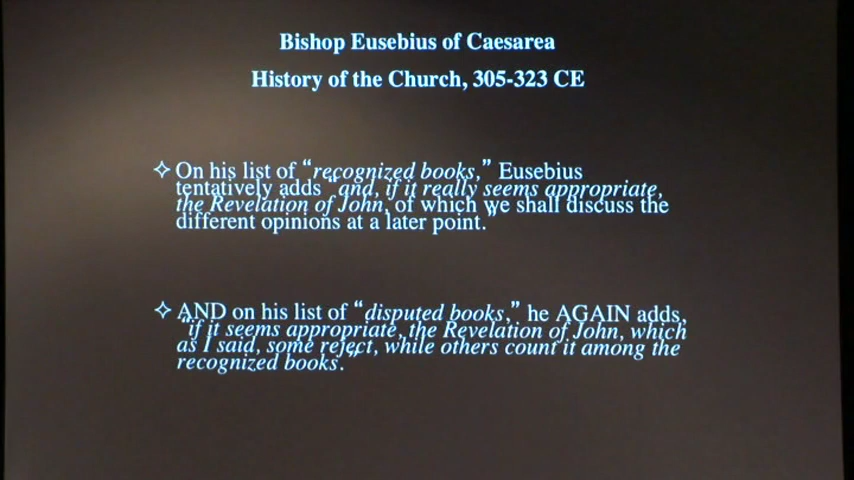 Bishop Eusebius of Caesarea
History of the Church, 305-323 CE
✧ On his list of “recognized books,” Eusebius
tentatively adds “and, if it really seems appropriate,
the Revelation of John, of which we shall discuss the
different opinions at a later point.”
✧ AND on his list of “disputed books,” he AGAIN adds,
“if it seems appropriate, the Revelation of John, which
as I said, some reject, while others count it among the
recognized books.”